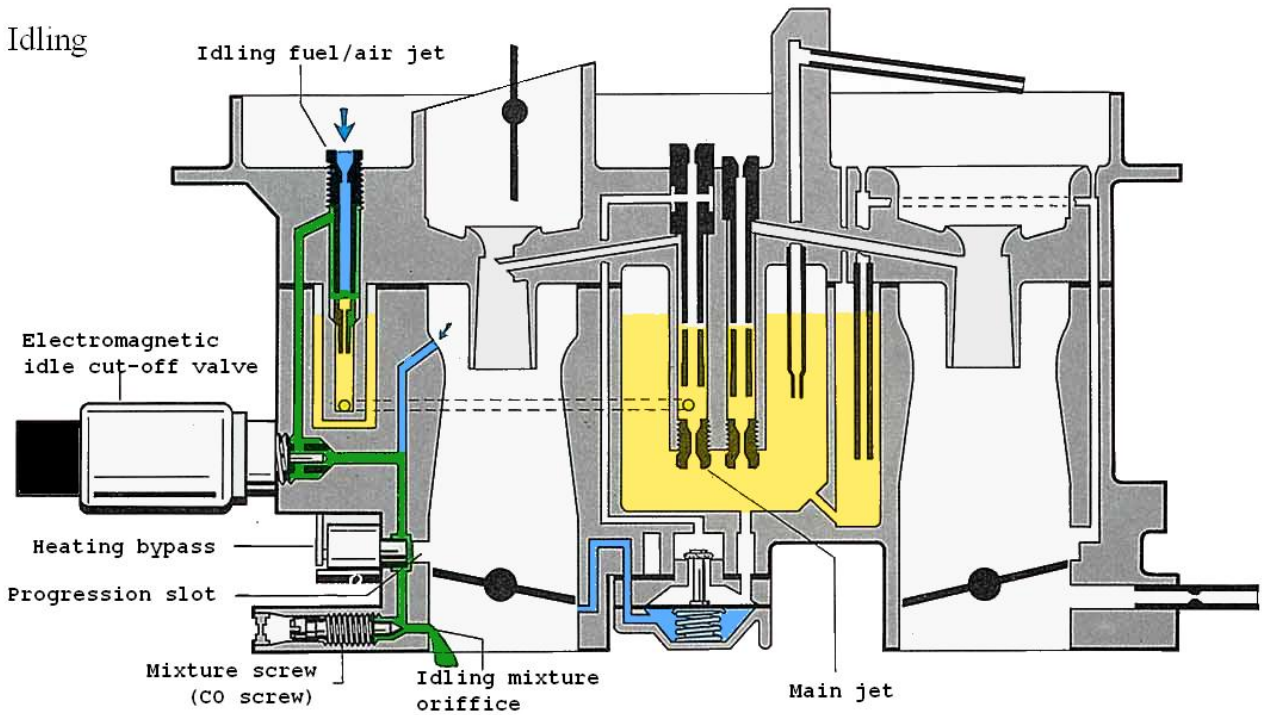 Idling
Idling fuel/air jet
Electromagnetic
idle cut-off valve
Heating bypass
Progression slot
Mixture screw
(CO screw)
Idling mixture
oriffice
Main jet